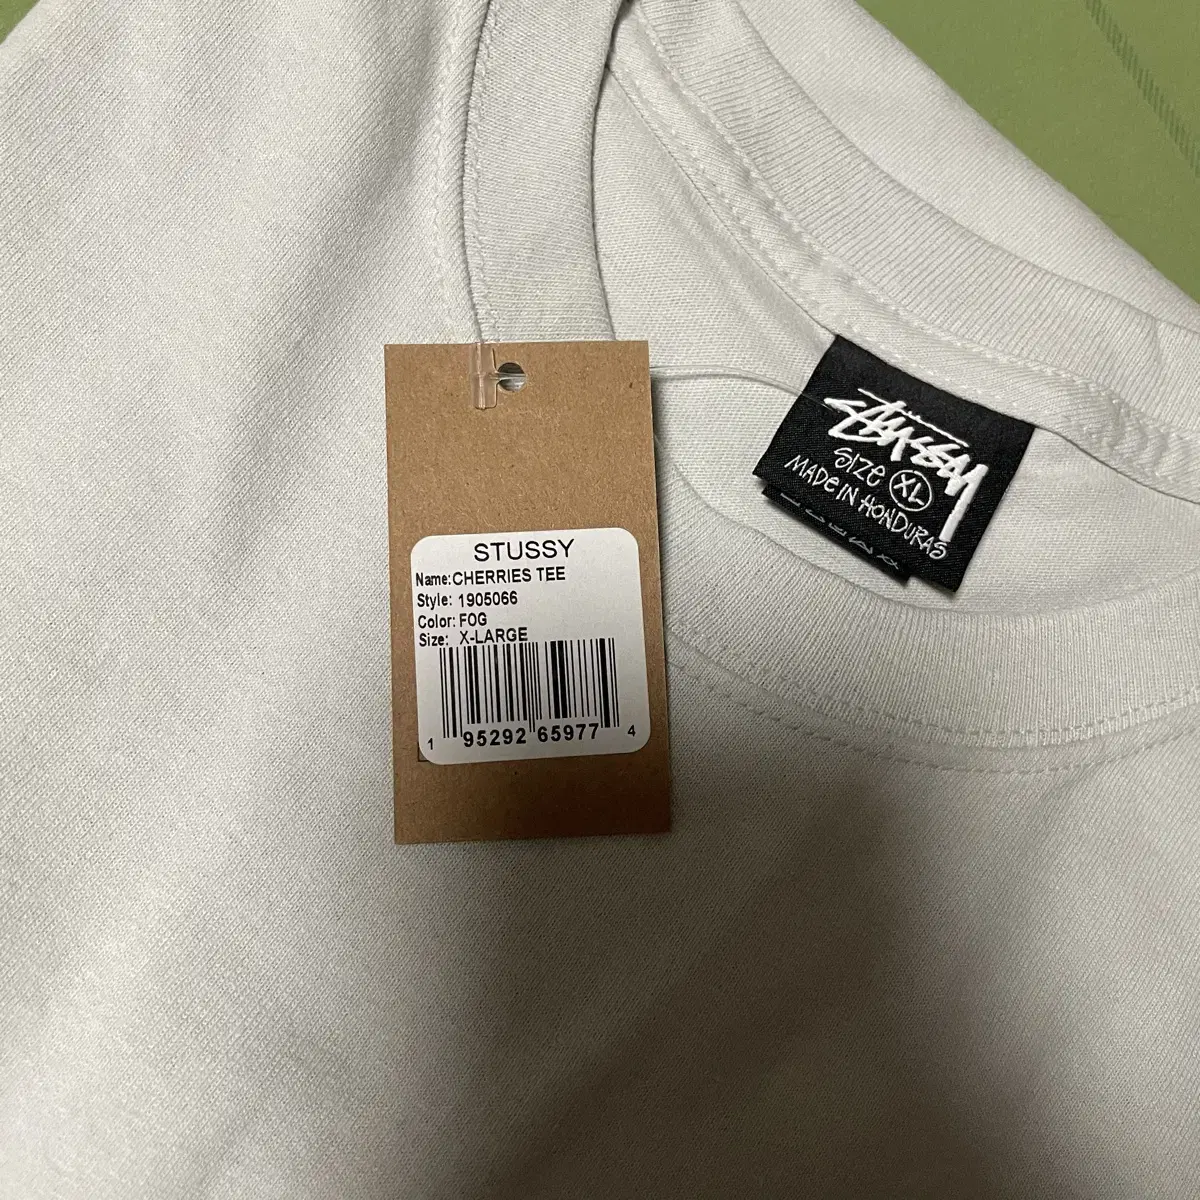 STUSSY
Name:CHERRIES TEE
Style: 1905066
Color: FOG
Size: X-LARGE
1 95292 65977 4
STÜSSY
SIZE XL
MADE IN HONDURAS